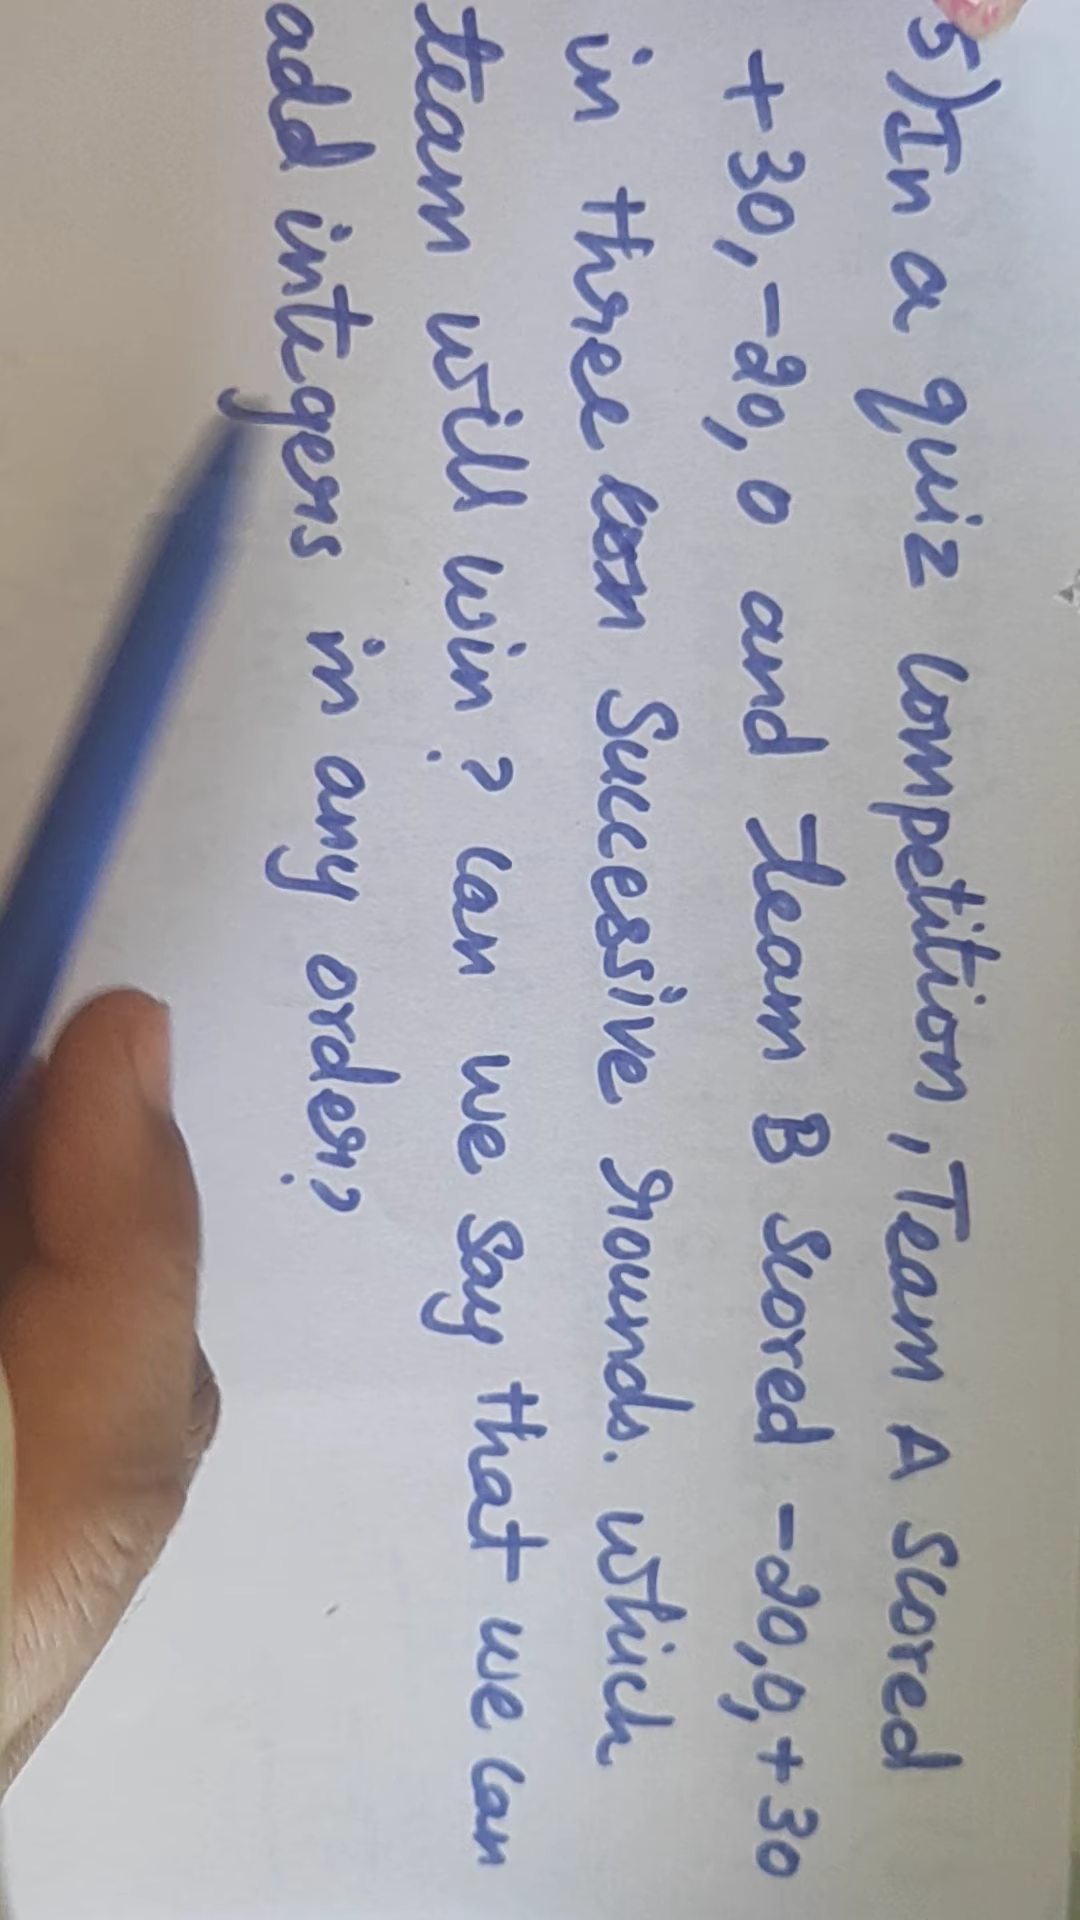 5) In a quiz competition, Team A scored
+30, -20, 0 and team B scored -20, 0, +30
in three Successive rounds. which
team will win? can we say that we can
add intigers in any order?